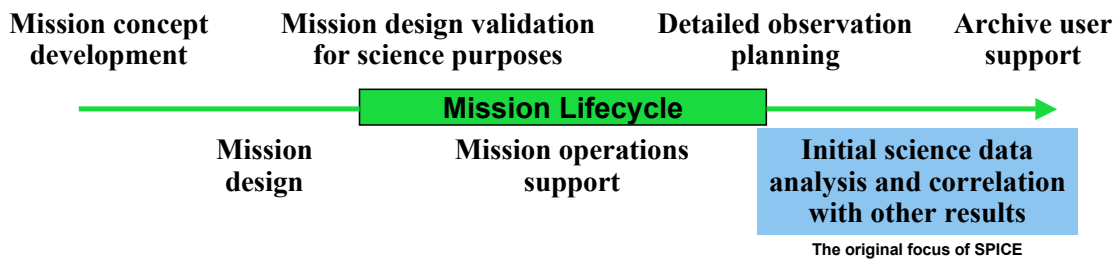 Mission concept
development
Mission design validation
for science purposes
Detailed observation
planning
Archive user
support
Mission Lifecycle
Mission
design
Mission operations
support
Initial science data
analysis and correlation
with other results
The original focus of SPICE